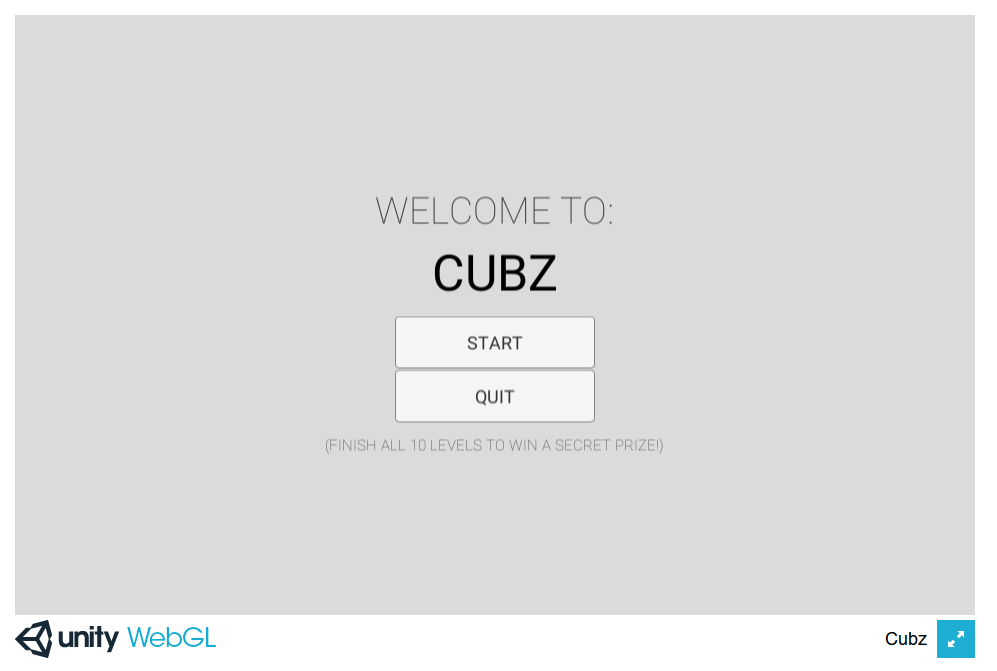 WELCOME TO:
CUBZ
START
QUIT
(FINISH ALL 10 LEVELS TO WIN A SECRET PRIZE!)
unity WebGL
Cubz